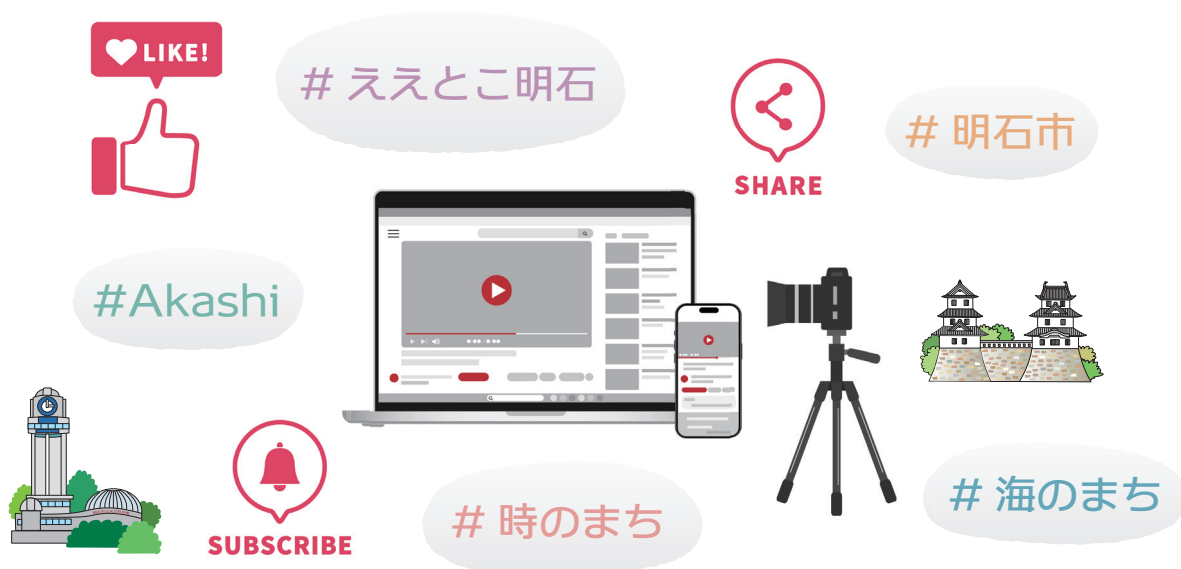 LIKE!
# ええとこ明石
# 明石市
SHARE
#Akashi
# 海のまち
# 時のまち
SUBSCRIBE